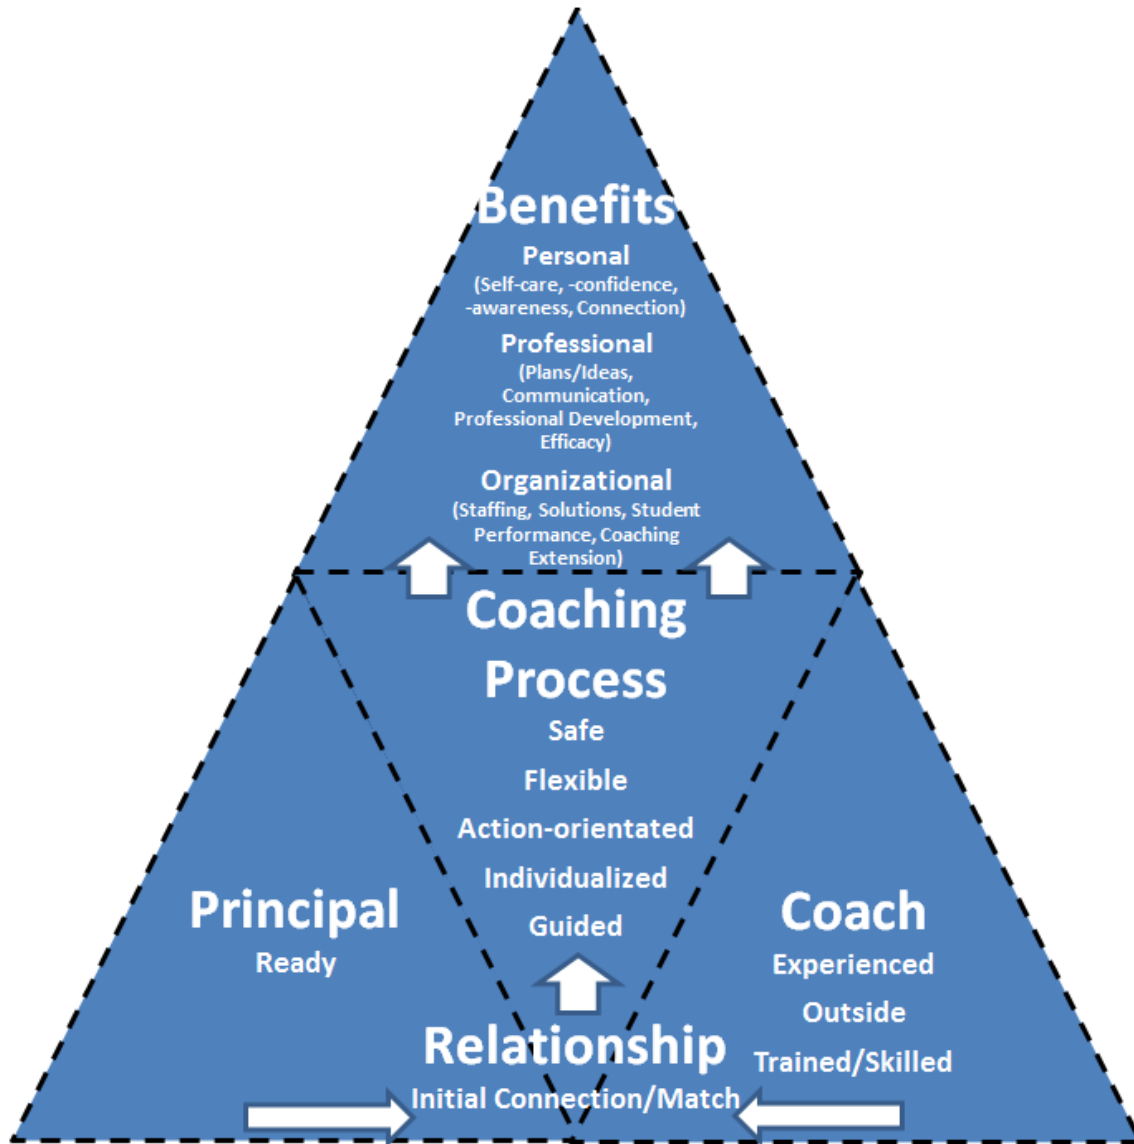 Benefits
Personal
(Self-care, -confidence,
-awareness, Connection)
Professional
(Plans/Ideas,
Communication,
Professional Development,
Efficacy)
Organizational
(Staffing, Solutions, Student
Performance, Coaching
Extension)
Coaching
Process
Safe
Flexible
Action-orientated
Individualized
Guided
Principal
Ready
Coach
Experienced
Outside
Trained/Skilled
Relationship
Initial Connection/Match